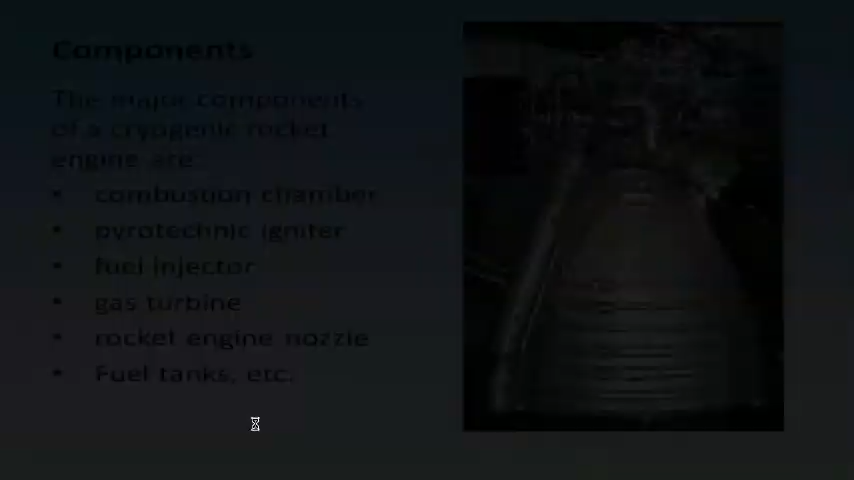 Components
The major components
of a cryogenic rocket
engine are:
• combustion chamber
• pyrotechnic igniter
• fuel injector
• gas turbine
• rocket engine nozzle
• Fuel tanks, etc.